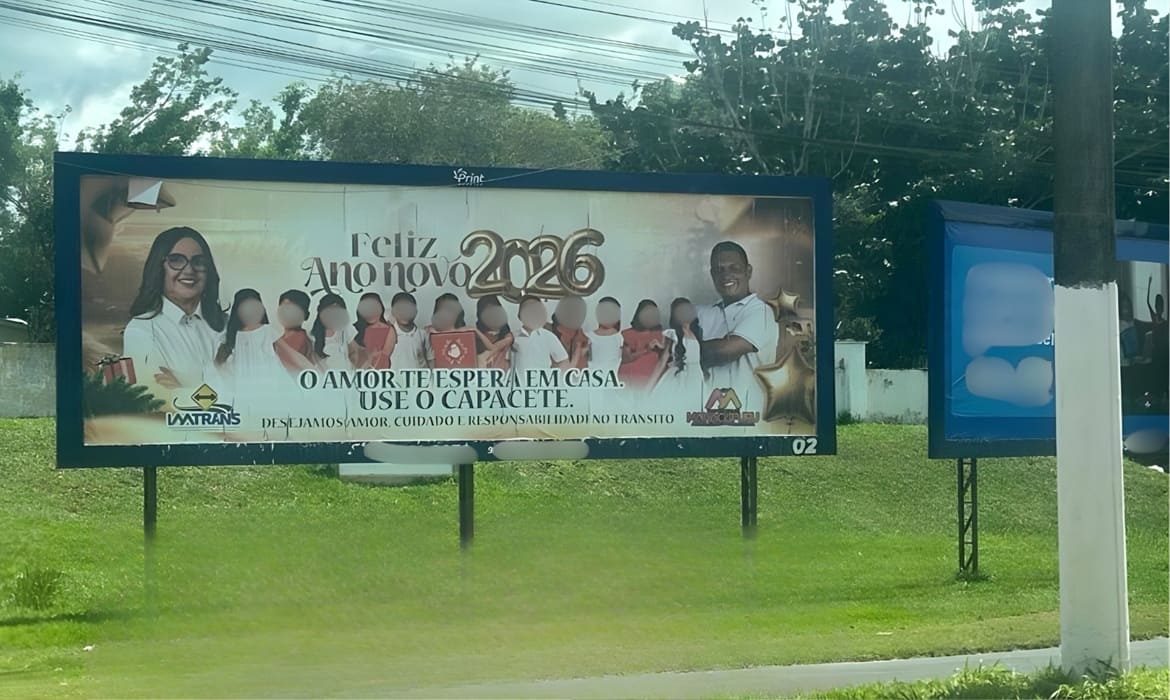 Print
Feliz
Ano novo 2026
O AMOR TE ESPERA EM CASA.
USE O CAPACETE.
IMTRANS
DESEJAMOS AMOR, CUIDADO E RESPONSABILIDADE NO TRÂNSITO
02